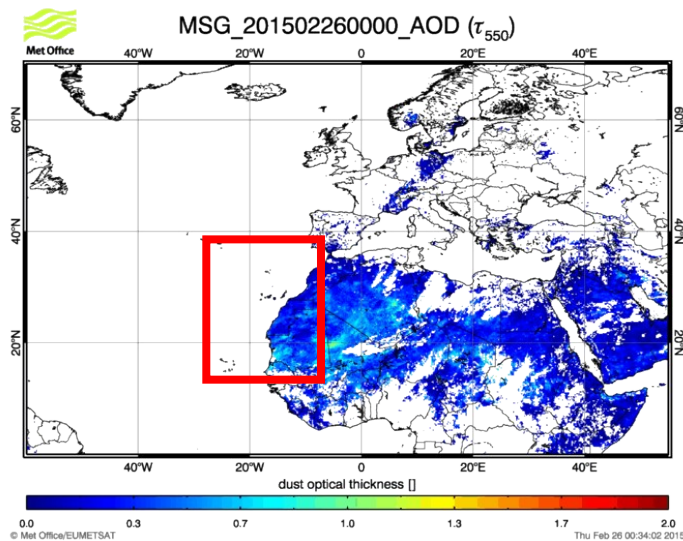 MSG_201502260000_AOD (τ550)
Met Office
40°W 20°W 0 20°E 40°E
60°N 60°N
40°N 40°N
20°N 20°N
40°W 20°W 0 20°E 40°E
dust optical thickness []
0.0 0.3 0.7 1.0 1.3 1.7 2.0
© Met Office/EUMETSAT Thu Feb 26 00:34:02 2015